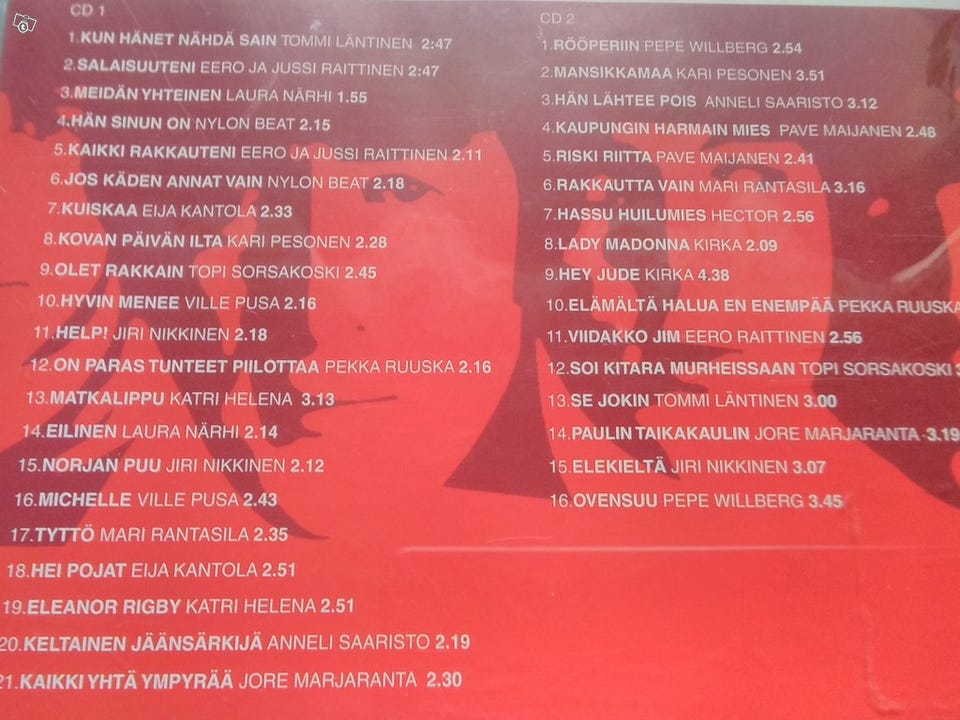 CD 1
1.KUN HÄNET NÄHDÄ SAIN TOMMI LÄNTINEN 2:47
2.SALAISUUTENI EERO JA JUSSI RAITTINEN 2:47
3.MEIDÄN YHTEINEN LAURA NÄRHI 1.55
4.HÄN SINUN ON NYLON BEAT 2.15
5.KAIKKI RAKKAUTENI EERO JA JUSSI RAITTINEN 2.11
6.JOS KÄDEN ANNAT VAIN NYLON BEAT 2.18
7.KUISKAA EIJA KANTOLA 2.33
8.KOVAN PÄIVÄN ILTA KARI PESONEN 2.28
9.OLET RAKKAIN TOPI SORSAKOSKI 2.45
10.HYVIN MENEE VILLE PUSA 2.16
11.HELP! JIRI NIKKINEN 2.18
12.ON PARAS TUNTEET PIILOTTAA PEKKA RUUSKA 2.16
13.MATKALIPPU KATRI HELENA 3.13
14.EILINEN LAURA NÄRHI 2.14
15.NORJAN PUU JIRI NIKKINEN 2.12
16.MICHELLE VILLE PUSA 2.43
17.TYTTÖ MARI RANTASILA 2.35
18.HEI POJAT EIJA KANTOLA 2.51
19.ELEANOR RIGBY KATRI HELENA 2.51
20.KELTAINEN JÄÄNSÄRKIJÄ ANNELI SAARISTO 2.19
21.KAIKKI YHTÄ YMPYRÄÄ JORE MARJARANTA 2.30
CD 2
1.RÖÖPERIIN PEPE WILLBERG 2.54
2.MANSIKKAMAA KARI PESONEN 3.51
3.HÄN LÄHTEE POIS ANNELI SAARISTO 3.12
4.KAUPUNGIN HARMAIN MIES PAVE MAIJANEN 2.48
5.RISKI RIITTA PAVE MAIJANEN 2.41
6.RAKKAUTTA VAIN MARI RANTASILA 3.16
7.HASSU HUILUMIES HECTOR 2.56
8.LADY MADONNA KIRKA 2.09
9.HEY JUDE KIRKA 4.38
10.ELÄMÄLTÄ HALUA EN ENEMPÄÄ PEKKA RUUSKA
11.VIIDAKKO JIM EERO RAITTINEN 2.56
12.SOI KITARA MURHEISSAAN TOPI SORSAKOSKI
13.SE JOKIN TOMMI LÄNTINEN 3.00
14.PAULIN TAIKAKAULIN JORE MARJARANTA 3.19
15.ELEKIELTÄ JIRI NIKKINEN 3.07
16.OVENSUU PEPE WILLBERG 3.45